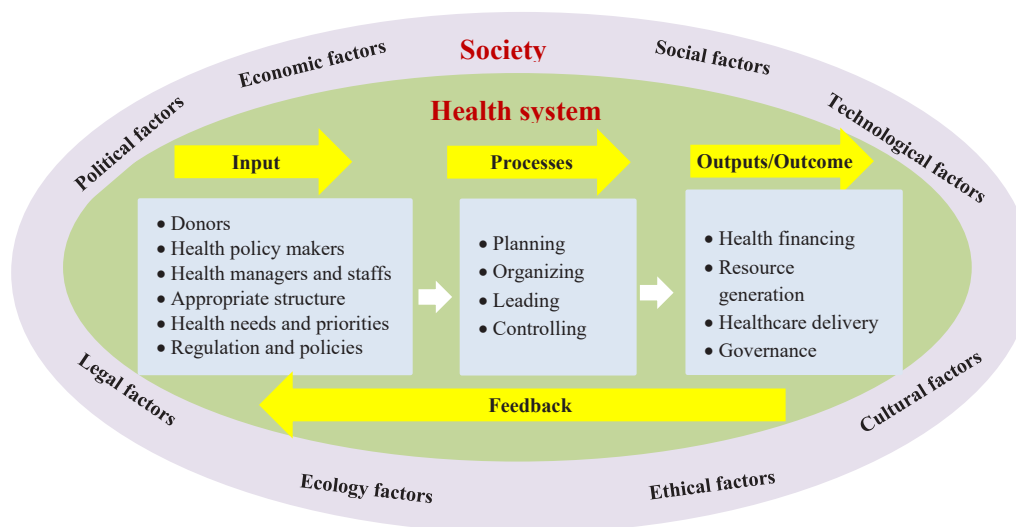 Society
Economic factors
Social factors
Political factors
Technological factors
Health system
Input
Processes
Outputs/Outcome
• Donors
• Health policy makers
• Health managers and staffs
• Appropriate structure
• Health needs and priorities
• Regulation and policies
• Planning
• Organizing
• Leading
• Controlling
• Health financing
• Resource
generation
• Healthcare delivery
• Governance
Feedback
Legal factors
Cultural factors
Ecology factors
Ethical factors